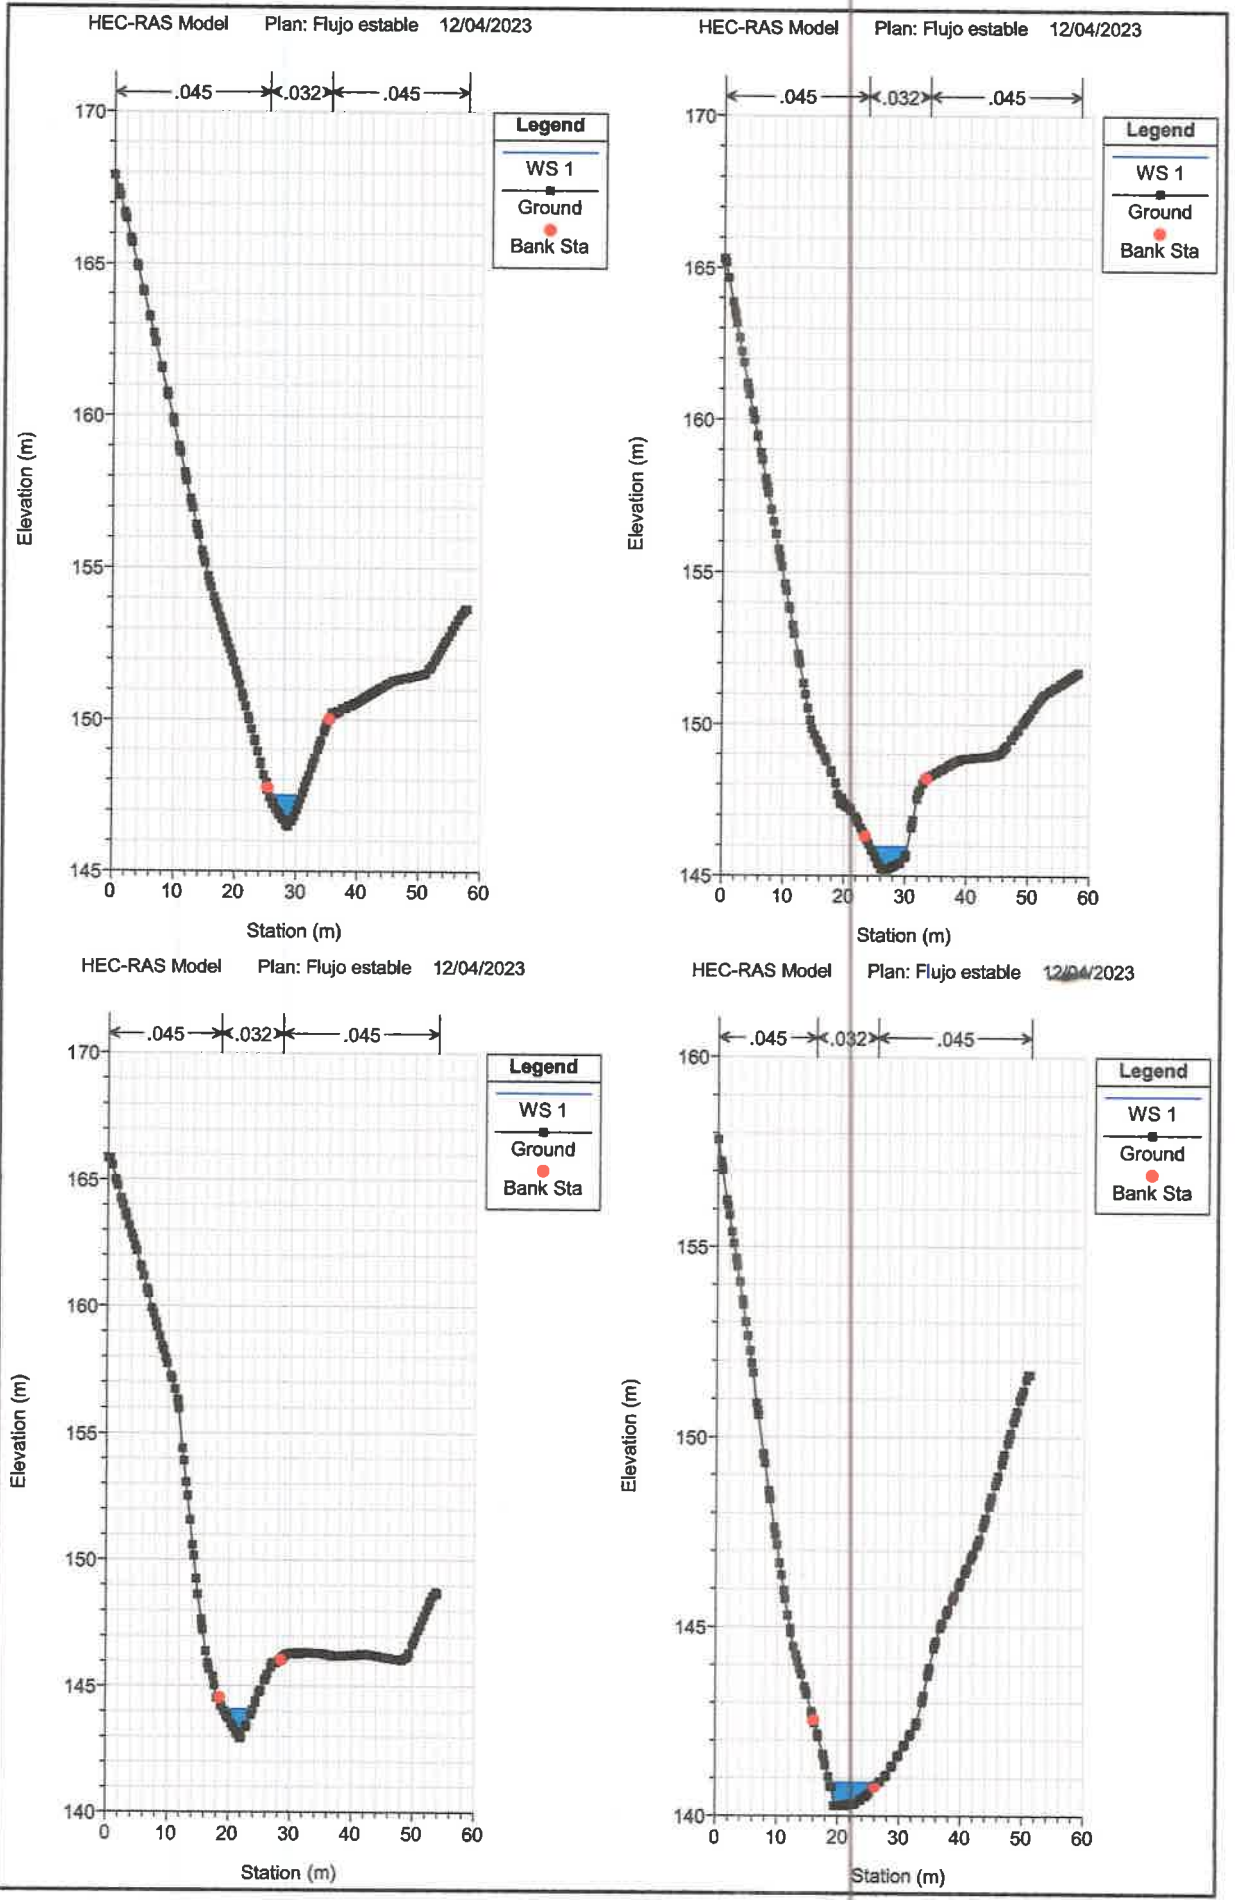 HEC-RAS Model Plan: Flujo estable 12/04/2023
.045 .032 .045
170
165
160
155
150
145
0 10 20 30 40 50 60
Elevation (m)
Station (m)
Legend
WS 1
Ground
Bank Sta
HEC-RAS Model Plan: Flujo estable 12/04/2023
.045 .032 .045
170
165
160
155
150
145
0 10 20 30 40 50 60
Elevation (m)
Station (m)
Legend
WS 1
Ground
Bank Sta
HEC-RAS Model Plan: Flujo estable 12/04/2023
.045 .032 .045
170
165
160
155
150
145
140
0 10 20 30 40 50 60
Elevation (m)
Station (m)
Legend
WS 1
Ground
Bank Sta
HEC-RAS Model Plan: Flujo estable 12/04/2023
.045 .032 .045
160
155
150
145
140
0 10 20 30 40 50 60
Elevation (m)
Station (m)
Legend
WS 1
Ground
Bank Sta